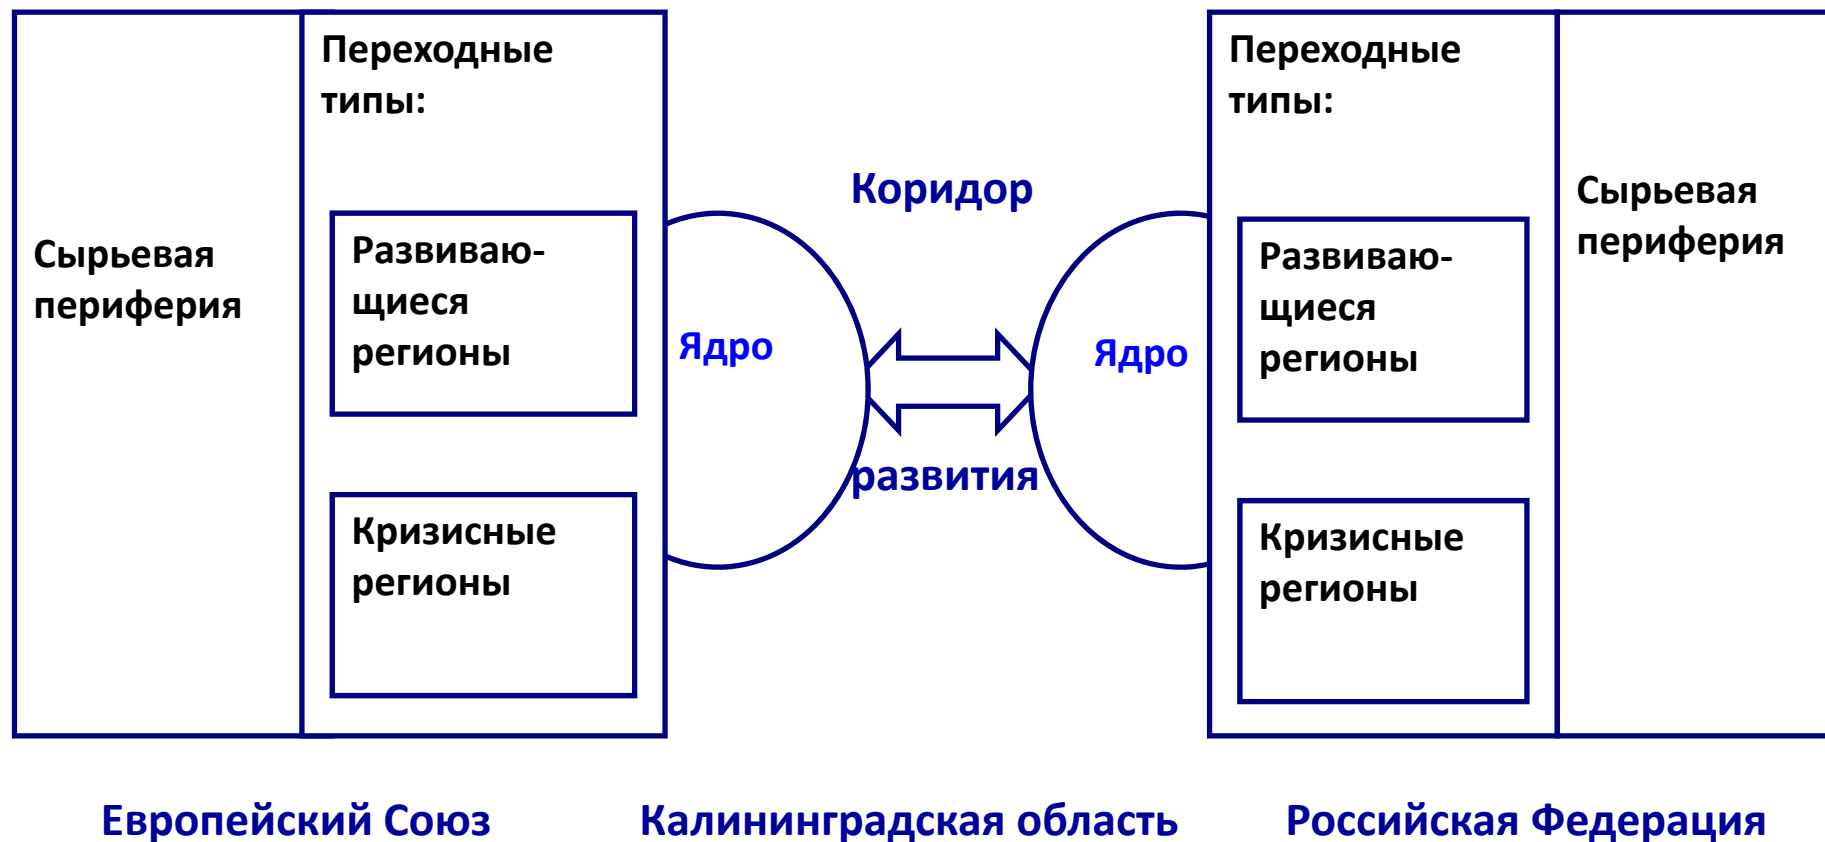 Переходные
типы:
Сырьевая
периферия
Развиваю-
щиеся
регионы
Кризисные
регионы
Ядро
Коридор
развития
Ядро
Переходные
типы:
Развиваю-
щиеся
регионы
Кризисные
регионы
Сырьевая
периферия
Европейский Союз
Калининградская область
Российская Федерация